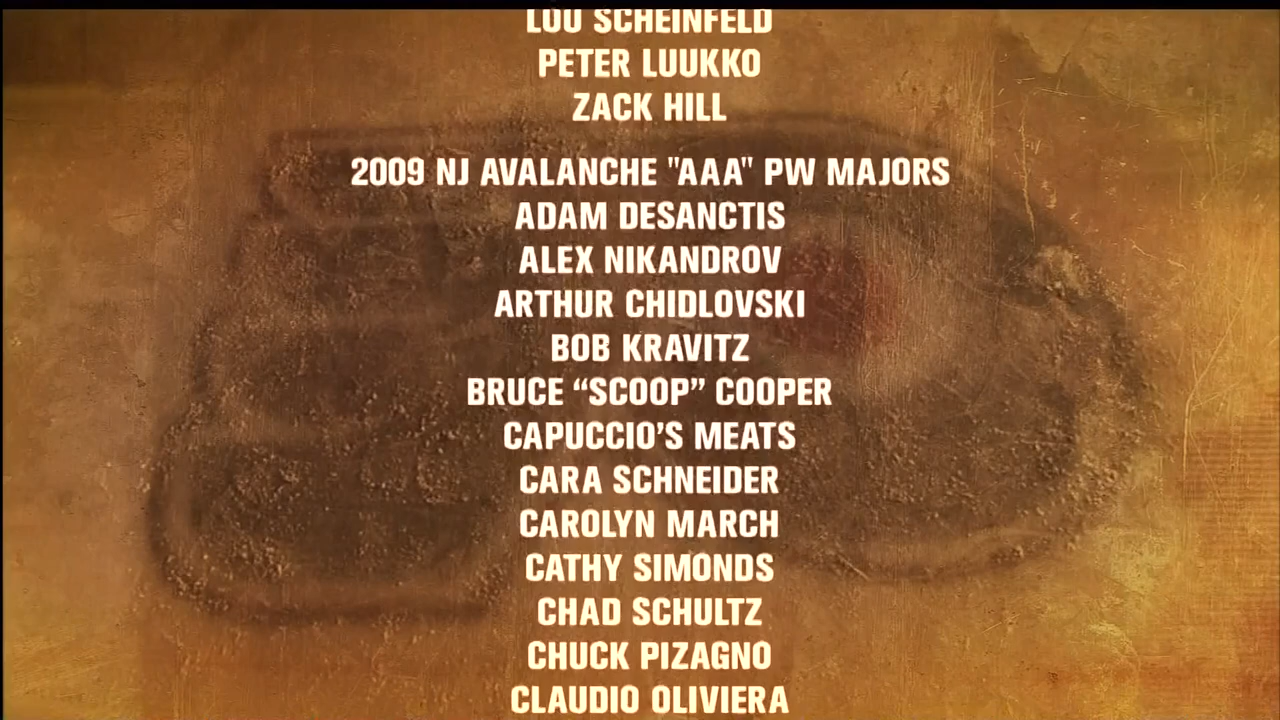 LOU SCHEINFELD
PETER LUUKKO
ZACK HILL
2009 NJ AVALANCHE "AAA" PW MAJORS
ADAM DESANCTIS
ALEX NIKANDROV
ARTHUR CHIDLOVSKI
BOB KRAVITZ
BRUCE “SCOOP” COOPER
CAPUCCIO’S MEATS
CARA SCHNEIDER
CAROLYN MARCH
CATHY SIMONDS
CHAD SCHULTZ
CHUCK PIZAGNO
CLAUDIO OLIVIERA